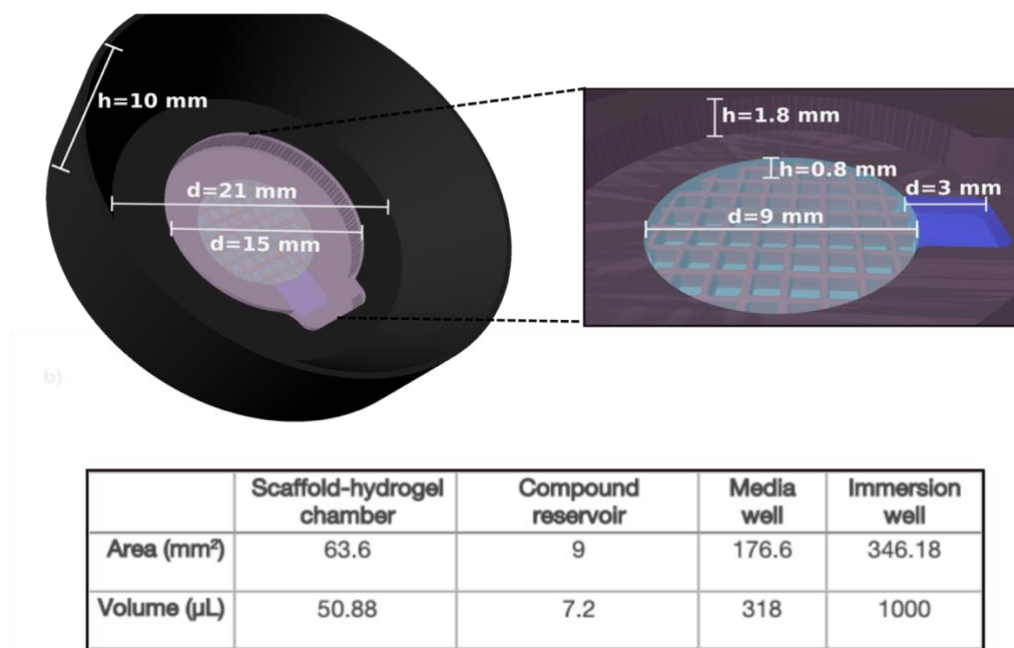 h=10 mm
d=21 mm
d=15 mm
h=1.8 mm
h=0.8 mm
d=3 mm
d=9 mm
b)
Scaffold-hydrogel chamber Compound reservoir Media well Immersion well
Area (mm²) 63.6 9 176.6 346.18
Volume (µL) 50.88 7.2 318 1000